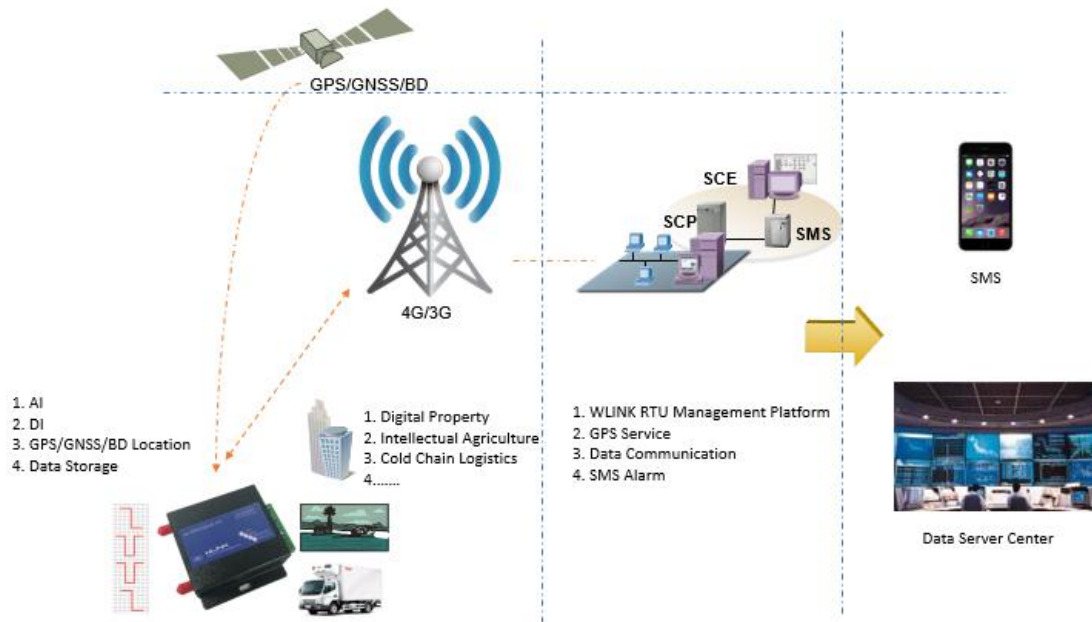 GPS/GNSS/BD
4G/3G
SCE
SCP
SMS
SMS
1. AI
2. DI
3. GPS/GNSS/BD Location
4. Data Storage
1. Digital Property
2. Intellectual Agriculture
3. Cold Chain Logistics
4.......
1. WLINK RTU Management Platform
2. GPS Service
3. Data Communication
4. SMS Alarm
Data Server Center